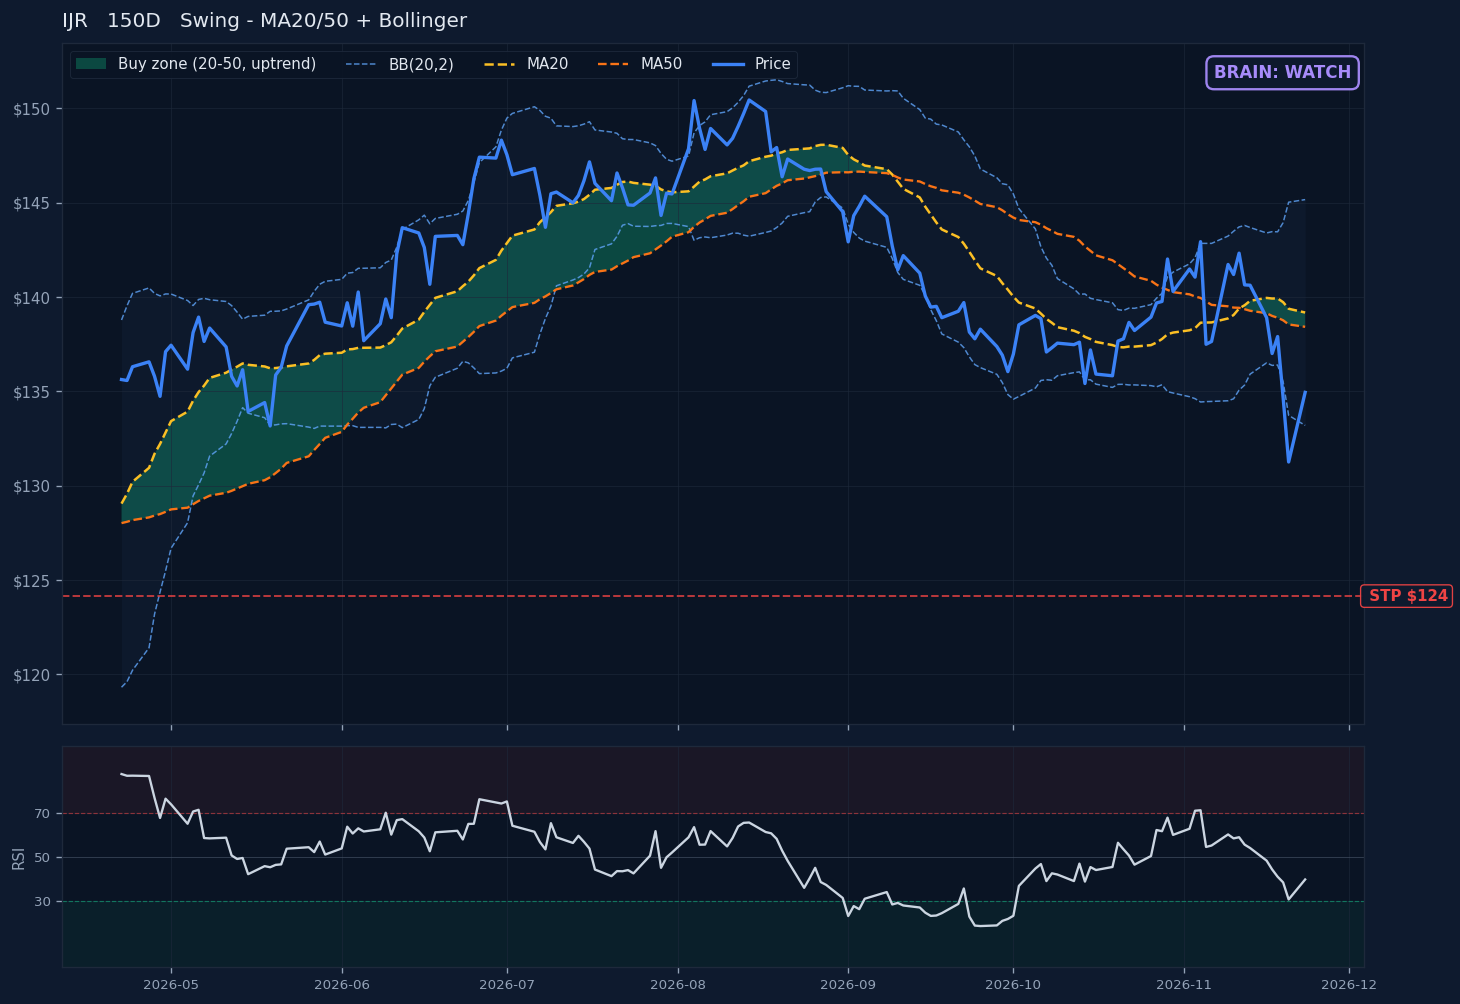 IJR 150D Swing - MA20/50 + Bollinger
Buy zone (20-50, uptrend) BB(20,2) MA20 MA50 Price
BRAIN: WATCH
$150
$145
$140
$135
$130
$125
STP $124
$120
70
50
30
RSI
2026-05 2026-06 2026-07 2026-08 2026-09 2026-10 2026-11 2026-12